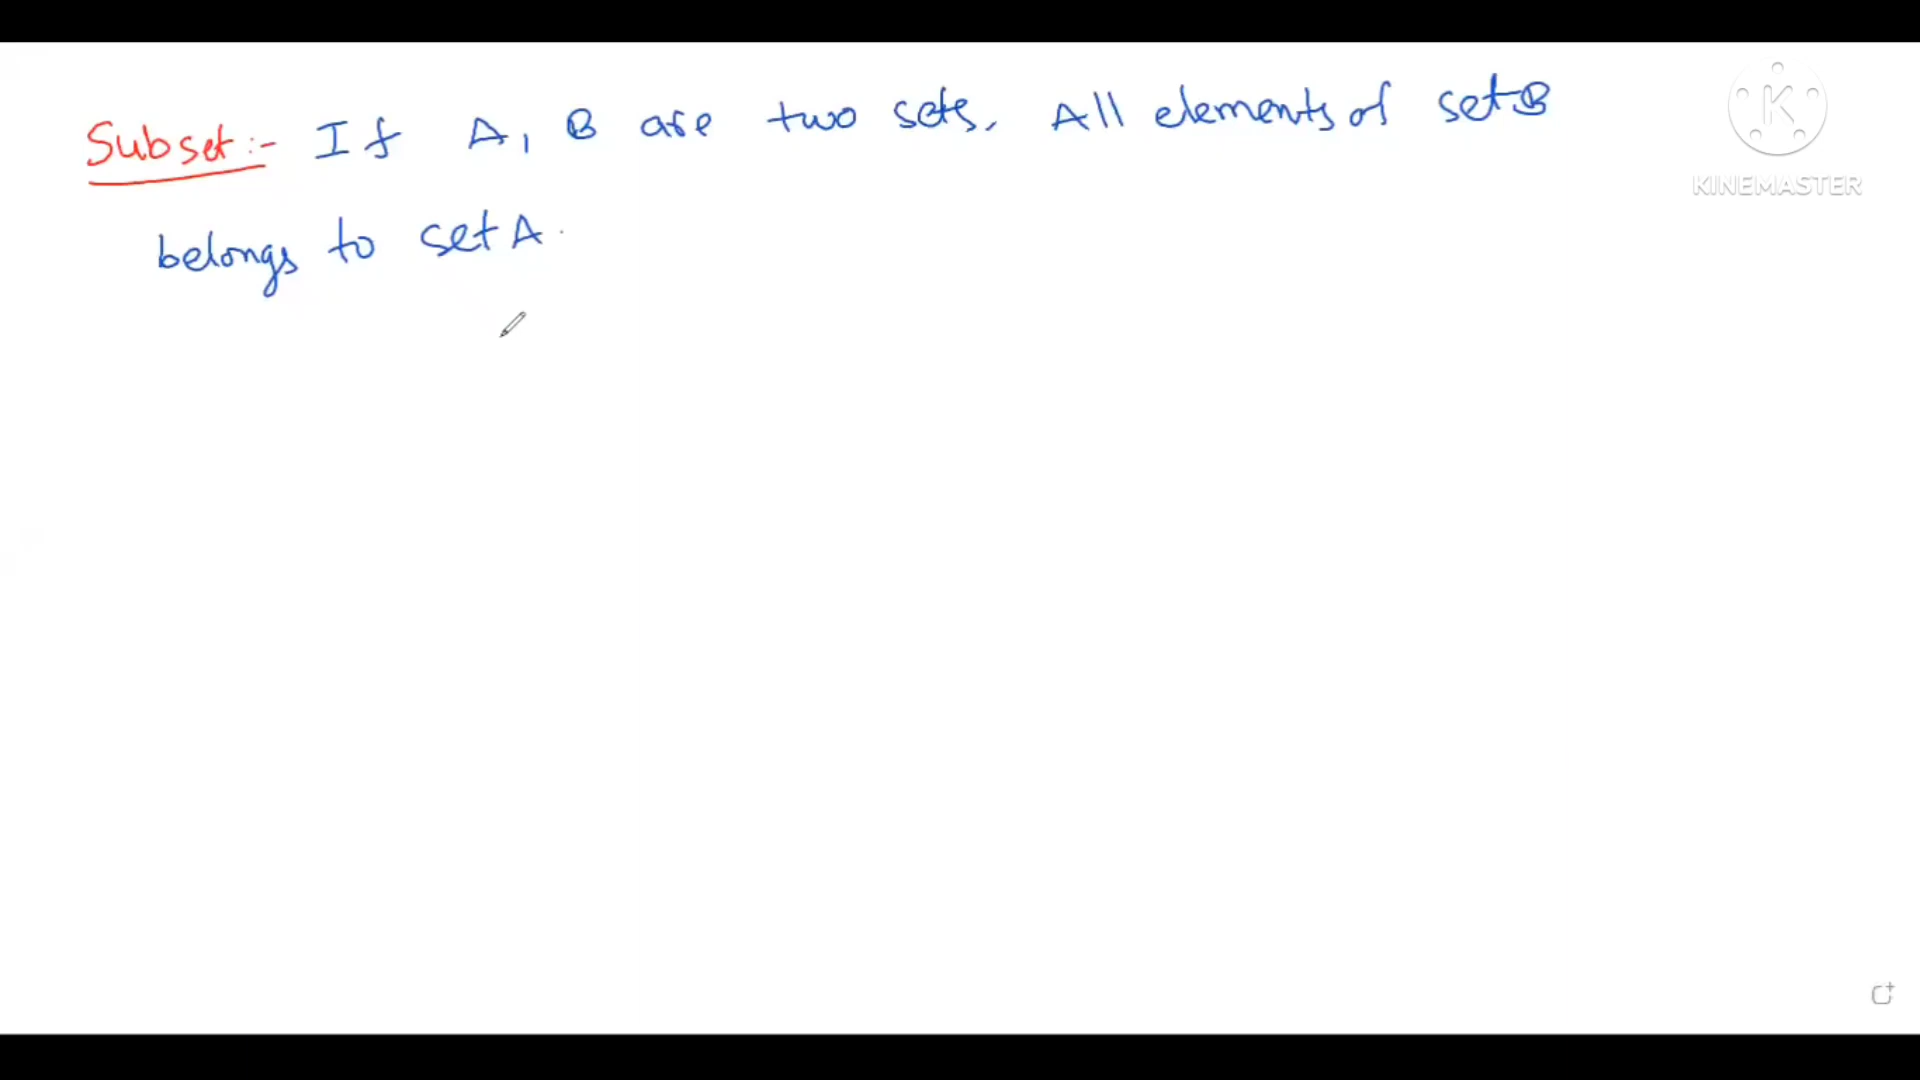 Subset :- If A, B are two sets. All elements of set B
belongs to set A.
KINEMASTER